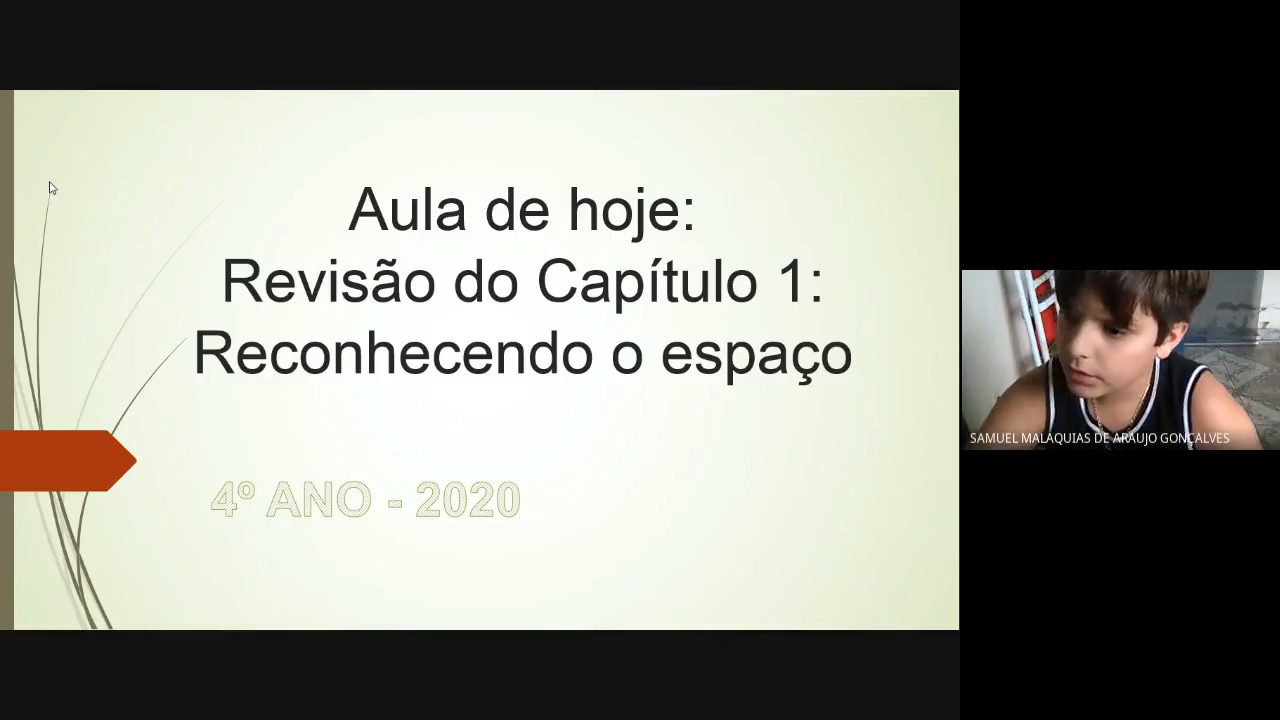 Aula de hoje:
Revisão do Capítulo 1:
Reconhecendo o espaço
4º ANO - 2020
SAMUEL MALAQUIAS DE ARAUJO GONÇALVES